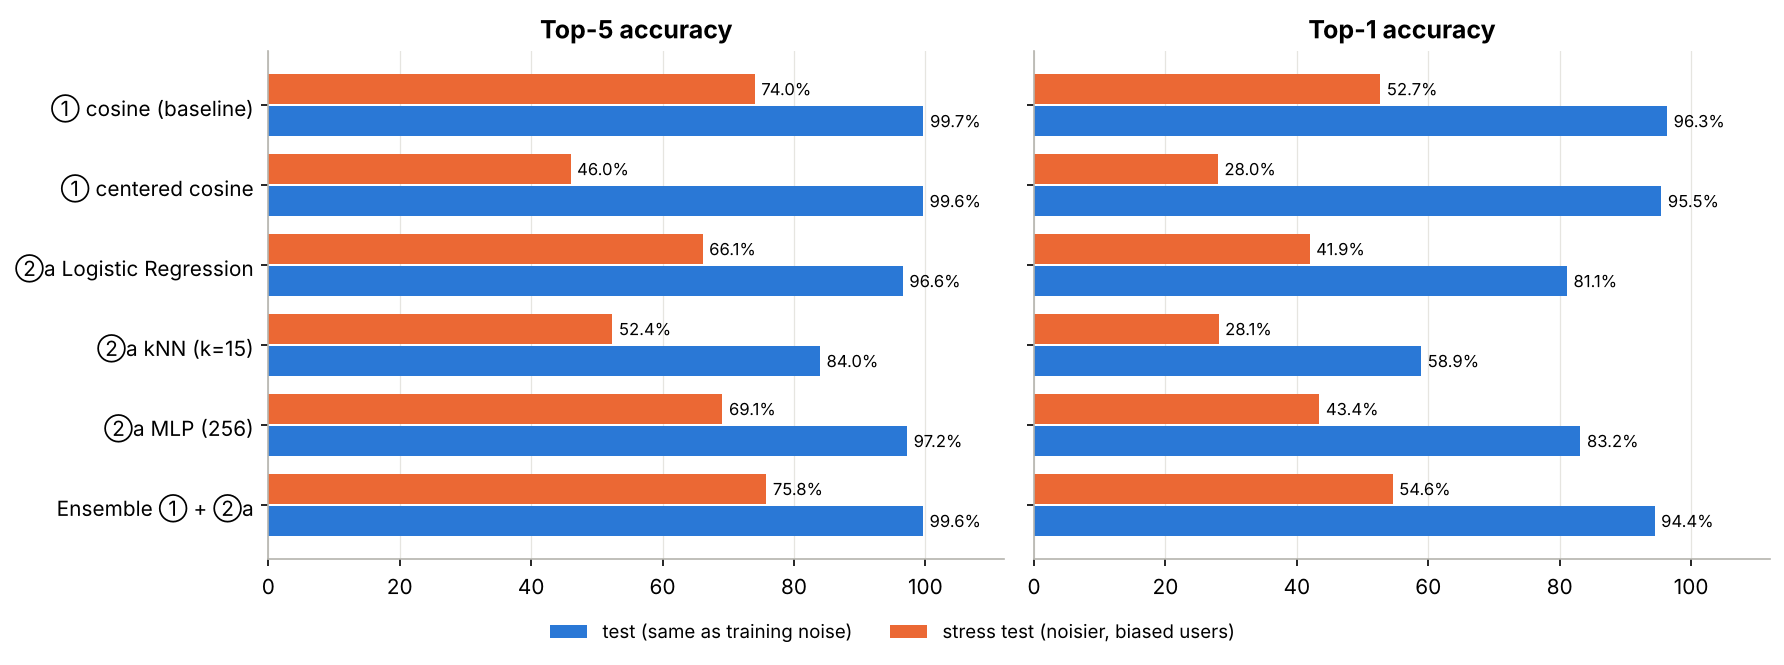 Top-5 accuracy
① cosine (baseline)
① centered cosine
②a Logistic Regression
②a kNN (k=15)
②a MLP (256)
Ensemble ① + ②a
74.0%
99.7%
46.0%
99.6%
66.1%
96.6%
52.4%
84.0%
69.1%
97.2%
75.8%
99.6%
0 20 40 60 80 100
Top-1 accuracy
52.7%
96.3%
28.0%
95.5%
41.9%
81.1%
28.1%
58.9%
43.4%
83.2%
54.6%
94.4%
0 20 40 60 80 100
test (same as training noise) stress test (noisier, biased users)